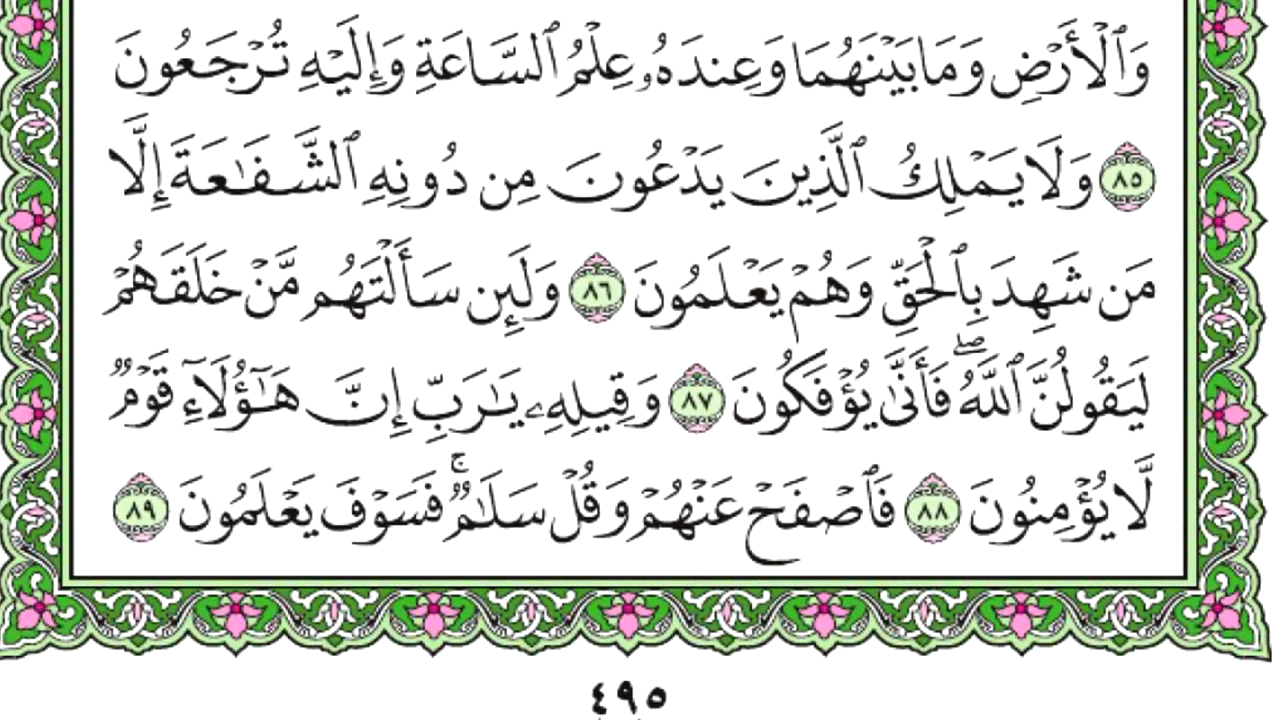 وَٱلْأَرْضِ وَمَا بَيْنَهُمَا وَعِندَهُۥ عِلْمُ ٱلسَّاعَةِ وَإِلَيْهِ تُرْجَعُونَ
٨٥ وَلَا يَمْلِكُ ٱلَّذِينَ يَدْعُونَ مِن دُونِهِ ٱلشَّفَٰعَةَ إِلَّا
مَن شَهِدَ بِٱلْحَقِّ وَهُمْ يَعْلَمُونَ ٨٦ وَلَئِن سَأَلْتَهُم مَّنْ خَلَقَهُمْ
لَيَقُولُنَّ ٱللَّهُۖ فَأَنَّىٰ يُؤْفَكُونَ ٨٧ وَقِيلِهِۦ يَٰرَبِّ إِنَّ هَٰٓؤُلَآءِ قَوْمٌ
لَّا يُؤْمِنُونَ ٨٨ فَٱصْفَحْ عَنْهُمْ وَقُلْ سَلَٰمٌۚ فَسَوْفَ يَعْلَمُونَ ٨٩
٤٩٥